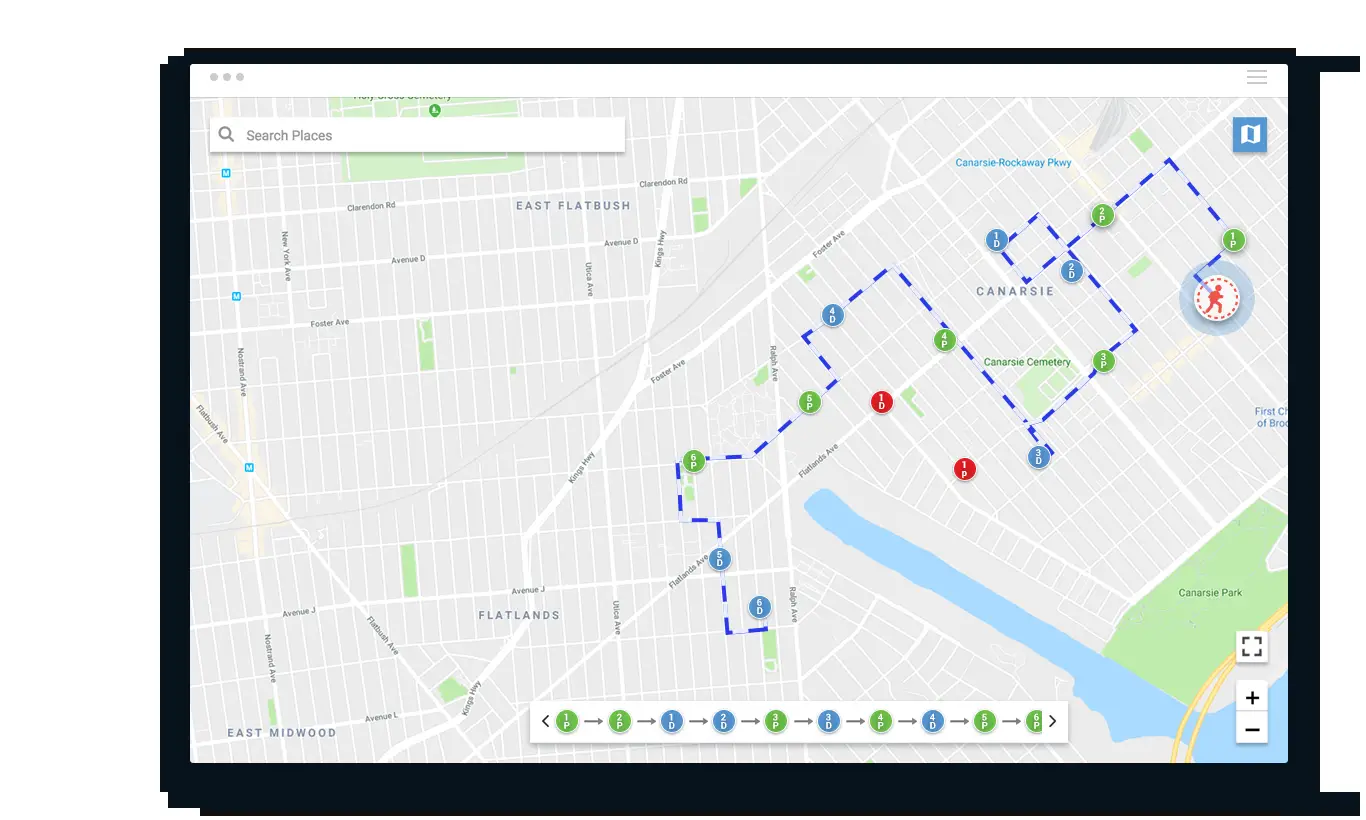 Holy Cross Cemetery
Search Places
M
Canarsie-Rockaway Pkwy
Clarendon Rd
Clarendon Rd
EAST FLATBUSH
2
P
New York Ave
Avenue D
Kings Hwy
Foster Ave
1
D
1
P
Avenue D
Utica Ave
2
D
M
CANARSIE
4
D
Foster Ave
4
P
Nostrand Ave
Ralph Ave
Foster Ave
Canarsie Cemetery
3
P
5
P
1
D
Flatbush Ave
First Ch
of Broo
6
P
Flatlands Ave
3
D
M
Kings Hwy
1
P
5
D
Flatlands Ave
Avenue J
Ralph Ave
Canarsie Park
6
D
Avenue J
FLATLANDS
Utica Ave
Flatbush Ave
Nostrand Ave
Kings Hwy
+
−
Avenue L
EAST MIDWOOD
1
P
2
P
1
D
2
D
3
P
3
D
4
P
4
D
5
P
6
P